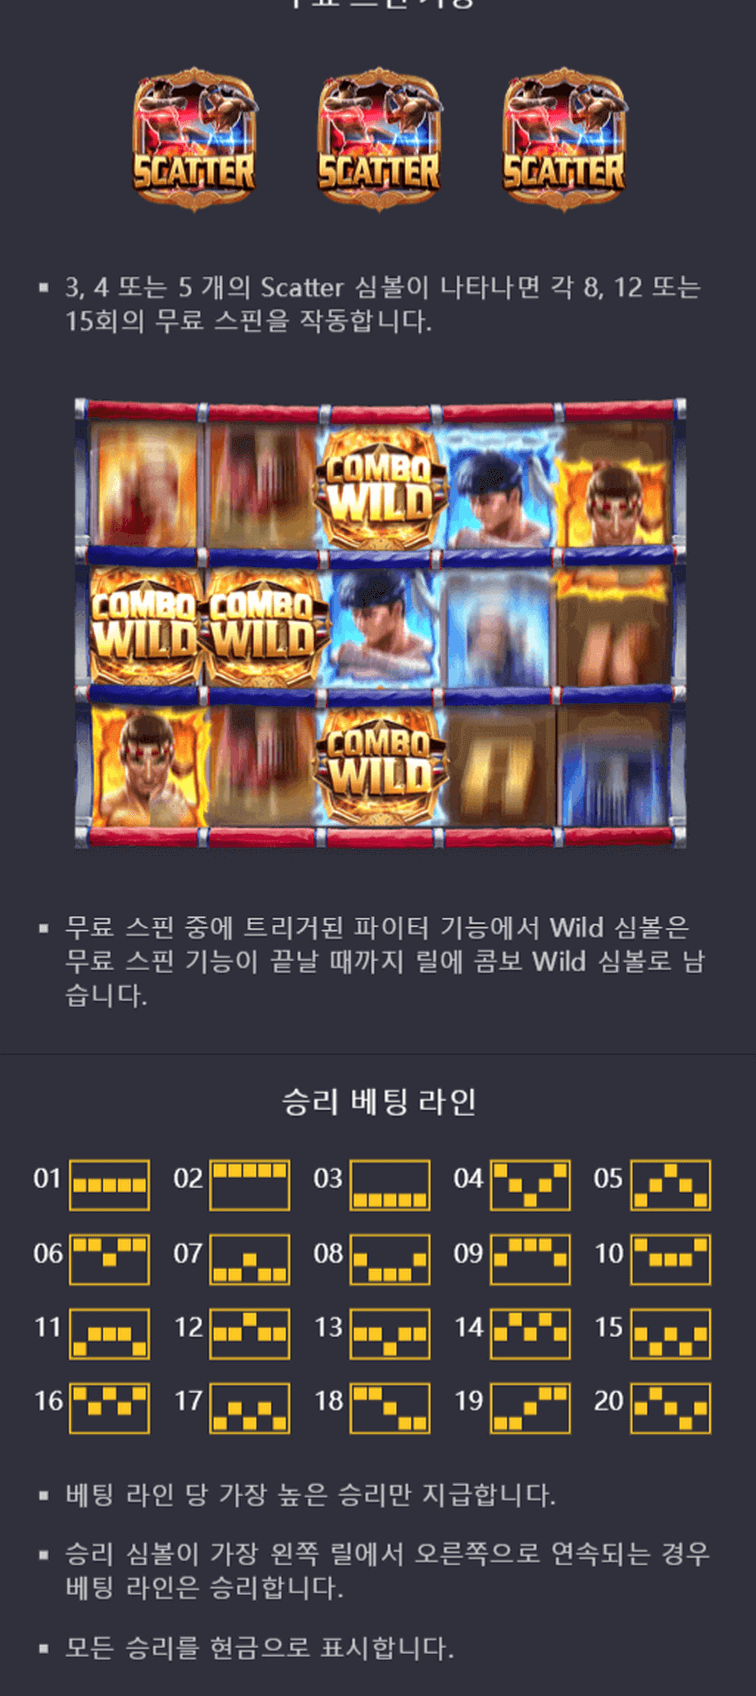 무료 스핀 기능
SCATTER SCATTER SCATTER
3, 4 또는 5 개의 Scatter 심볼이 나타나면 각 8, 12 또는
15회의 무료 스핀을 작동합니다.
COMBO
WILD
COMBO COMBO
WILD WILD
COMBO
WILD
무료 스핀 중에 트리거된 파이터 기능에서 Wild 심볼은
무료 스핀 기능이 끝날 때까지 릴에 콤보 Wild 심볼로 남
습니다.
승리 베팅 라인
01 02 03 04 05
06 07 08 09 10
11 12 13 14 15
16 17 18 19 20
베팅 라인 당 가장 높은 승리만 지급합니다.
승리 심볼이 가장 왼쪽 릴에서 오른쪽으로 연속되는 경우
베팅 라인은 승리합니다.
모든 승리를 현금으로 표시합니다.